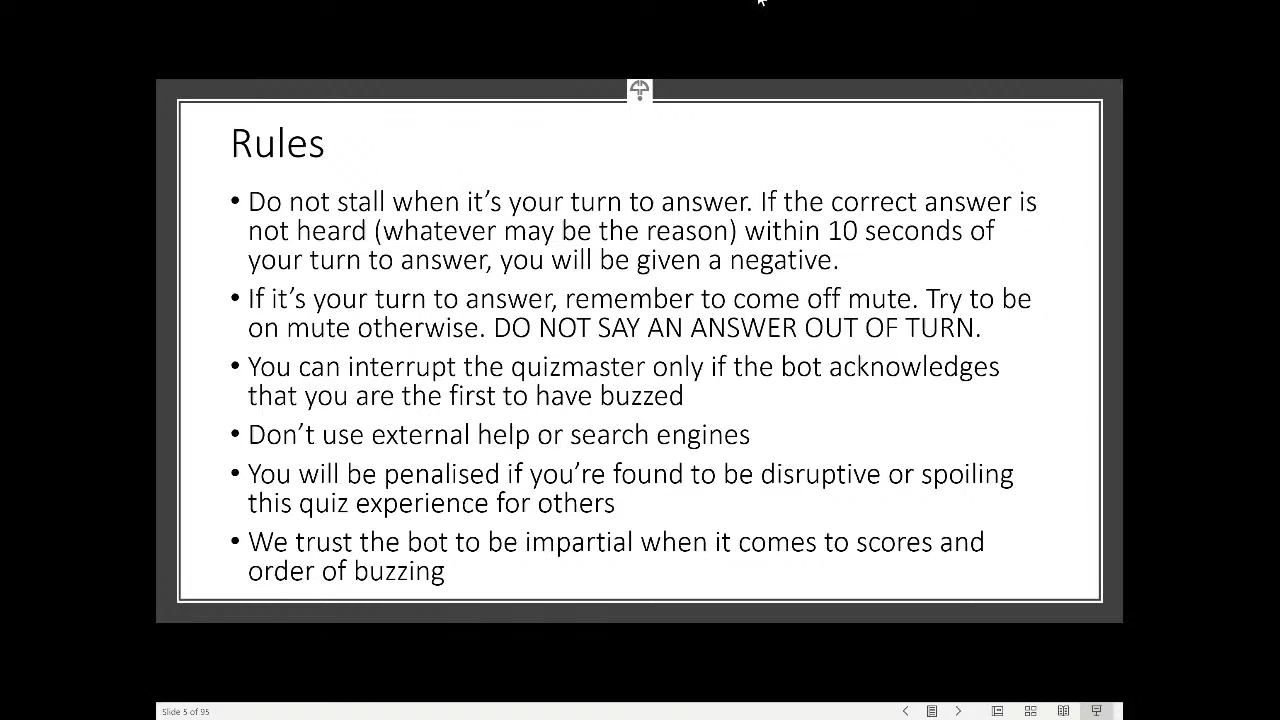 Rules
• Do not stall when it’s your turn to answer. If the correct answer is
not heard (whatever may be the reason) within 10 seconds of
your turn to answer, you will be given a negative.
• If it’s your turn to answer, remember to come off mute. Try to be
on mute otherwise. DO NOT SAY AN ANSWER OUT OF TURN.
• You can interrupt the quizmaster only if the bot acknowledges
that you are the first to have buzzed
• Don’t use external help or search engines
• You will be penalised if you’re found to be disruptive or spoiling
this quiz experience for others
• We trust the bot to be impartial when it comes to scores and
order of buzzing
Slide 5 of 95